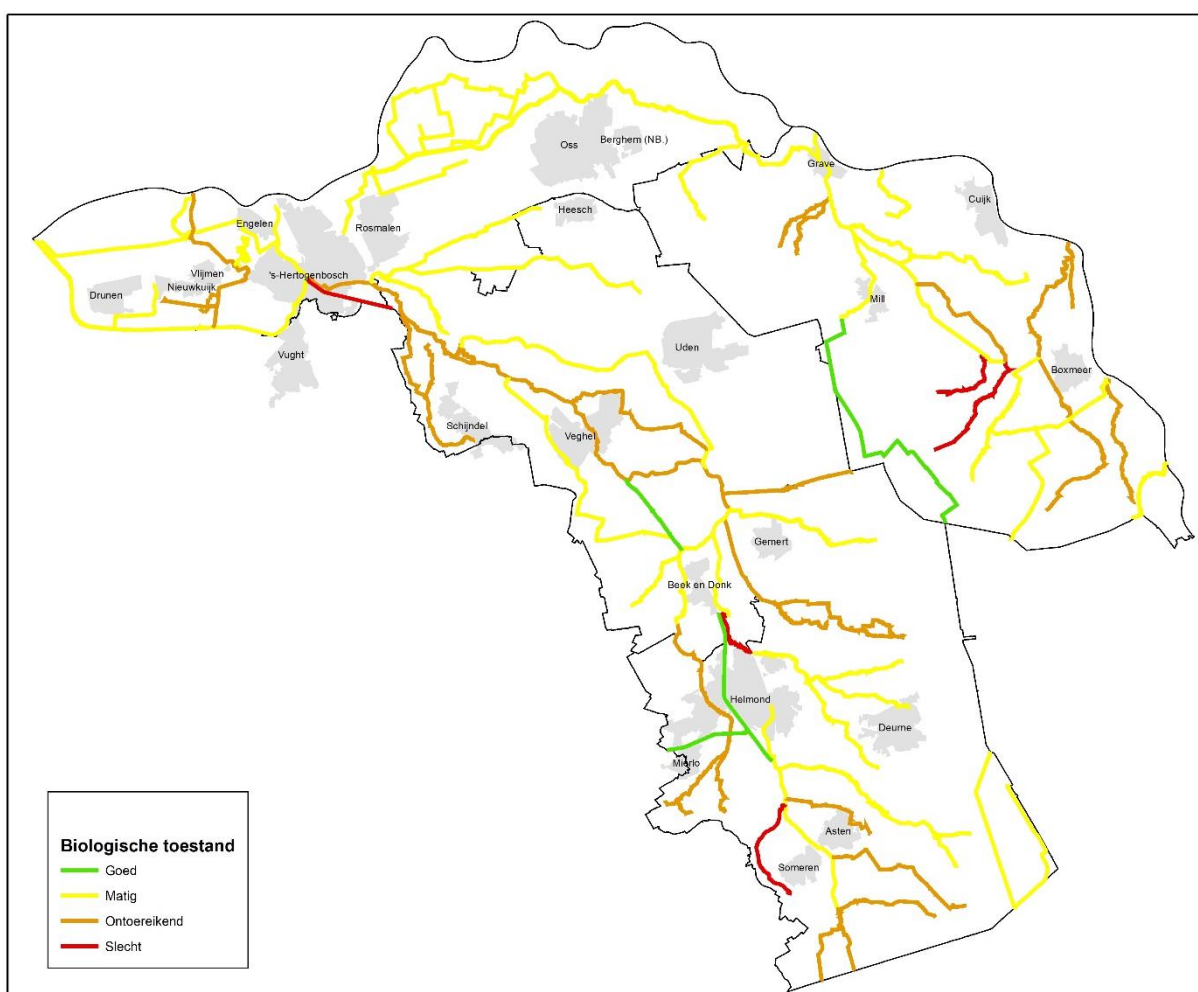 Oss
Berghem (NB.)
Grave
Cuijk
Heesch
Engelen
Rosmalen
Vlijmen
's-Hertogenbosch
Nieuwkuijk
Drunen
Mill
Vught
Uden
Boxmeer
Schijndel
Veghel
Gemert
Beek en Donk
Helmond
Deurne
Mierlo
Asten
Someren
Biologische toestand
Goed
Matig
Ontoereikend
Slecht